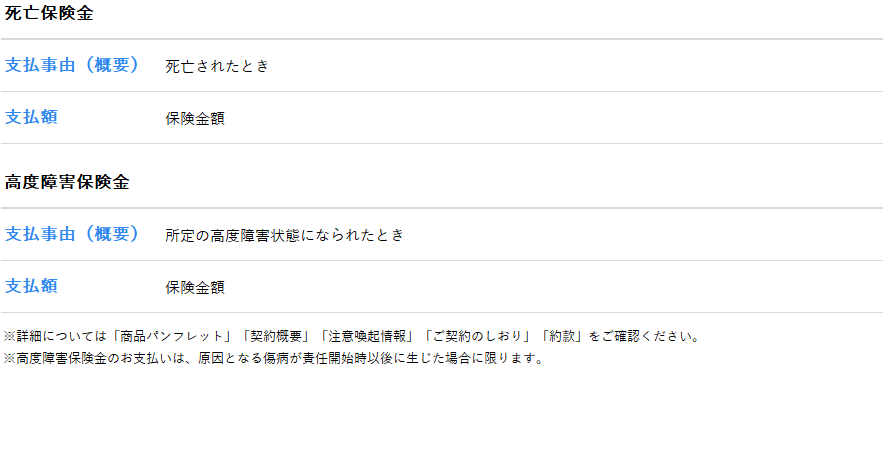 死亡保険金
支払事由（概要） 死亡されたとき
支払額 保険金額
高度障害保険金
支払事由（概要） 所定の高度障害状態になられたとき
支払額 保険金額
※詳細については「商品パンフレット」「契約概要」「注意喚起情報」「ご契約のしおり」「約款」をご確認ください。
※高度障害保険金のお支払いは、原因となる傷病が責任開始時以後に生じた場合に限ります。